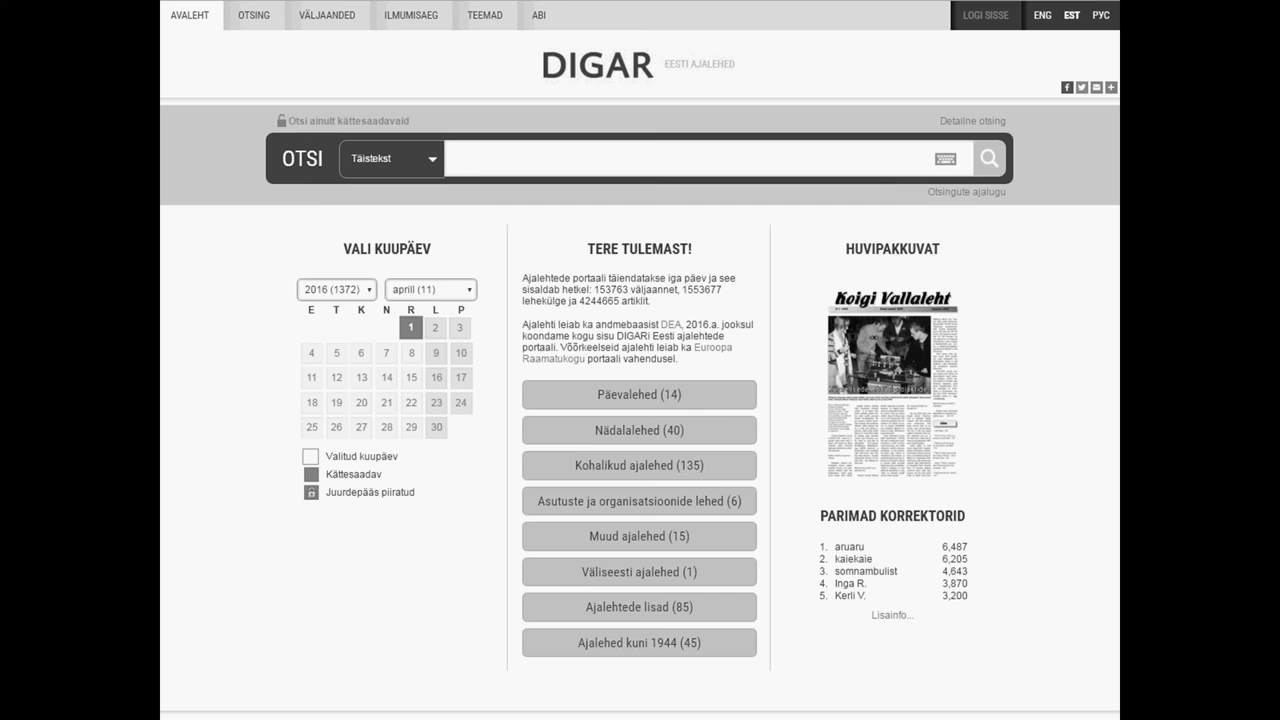 AVALEHT OTSING VÄLJAANDED ILMUMISAEG TEEMAD ABI LOGI SISSE ENG EST РУС
DIGAR EESTI AJALEHED
Otsi ainult kättesaadavaid
Detailne otsing
OTSI Täistekst
Otsingute ajalugu
VALI KUUPÄEV
2016 (1372) aprill (11)
E T K N R L P
1 2 3
4 5 6 7 8 9 10
11 12 13 14 15 16 17
18 19 20 21 22 23 24
25 26 27 28 29 30
Valitud kuupäev
Kättesaadav
Juurdepääs piiratud
TERE TULEMAST!
Ajalehtede portaali täiendatakse iga päev ja see
sisaldab hetkel: 153763 väljaannet, 1553677
lehekülge ja 4244665 artiklit.
Ajalehti leiab ka andmebaasist DEA, 2016.a. jooksul
koondame kogu sisu DIGARi Eesti ajalehtede
portaali. Võõrkeelseid ajalehti leiab ka Euroopa
Raamatukogu portaali vahendusel.
Päevalehed (14)
Nädalalehed (40)
Kohalikud ajalehed (135)
Asutuste ja organisatsioonide lehed (6)
Muud ajalehed (15)
Väliseesti ajalehed (1)
Ajalehtede lisad (85)
Ajalehed kuni 1944 (45)
HUVIPAKKUVAT
Koigi Vallaleht
PARIMAD KORREKTORID
1. aruaru 6,487
2. kaiekaie 6,205
3. somnambulist 4,643
4. Inga R. 3,870
5. Kerli V. 3,200
Lisainfo...